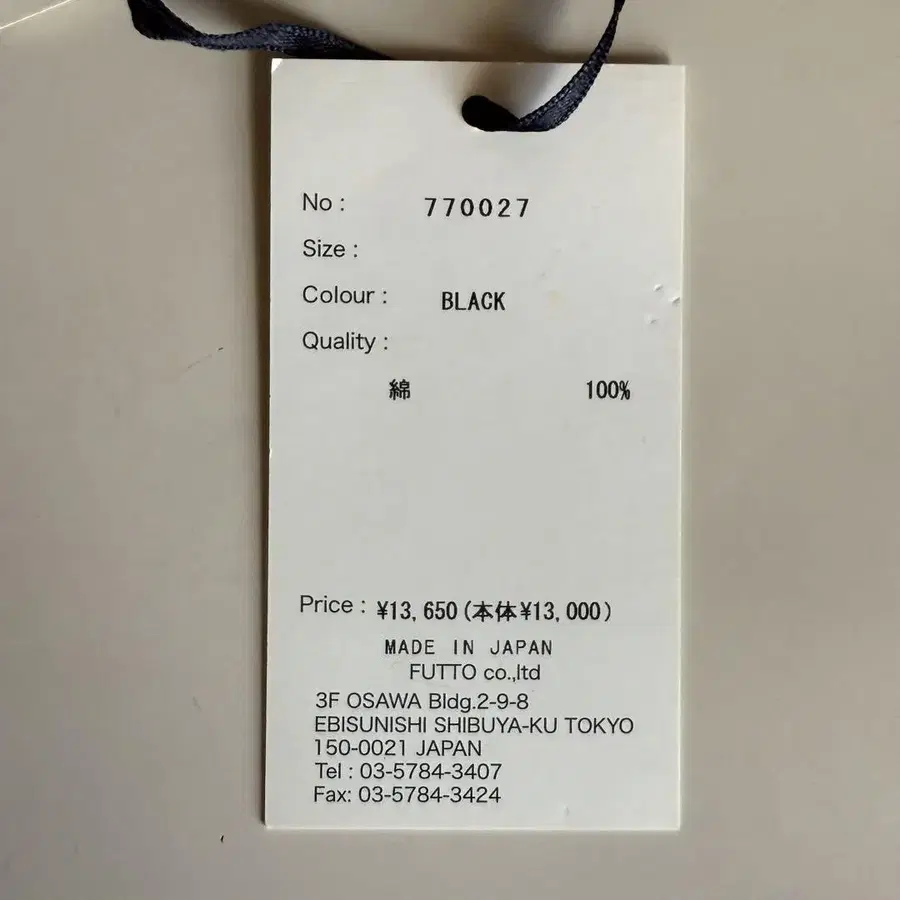 No : 770027
Size :
Colour : BLACK
Quality :
綿 100%
Price : ¥13,650(本体¥13,000)
MADE IN JAPAN
FUTTO co.,ltd
3F OSAWA Bldg.2-9-8
EBISUNISHI SHIBUYA-KU TOKYO
150-0021 JAPAN
Tel : 03-5784-3407
Fax: 03-5784-3424